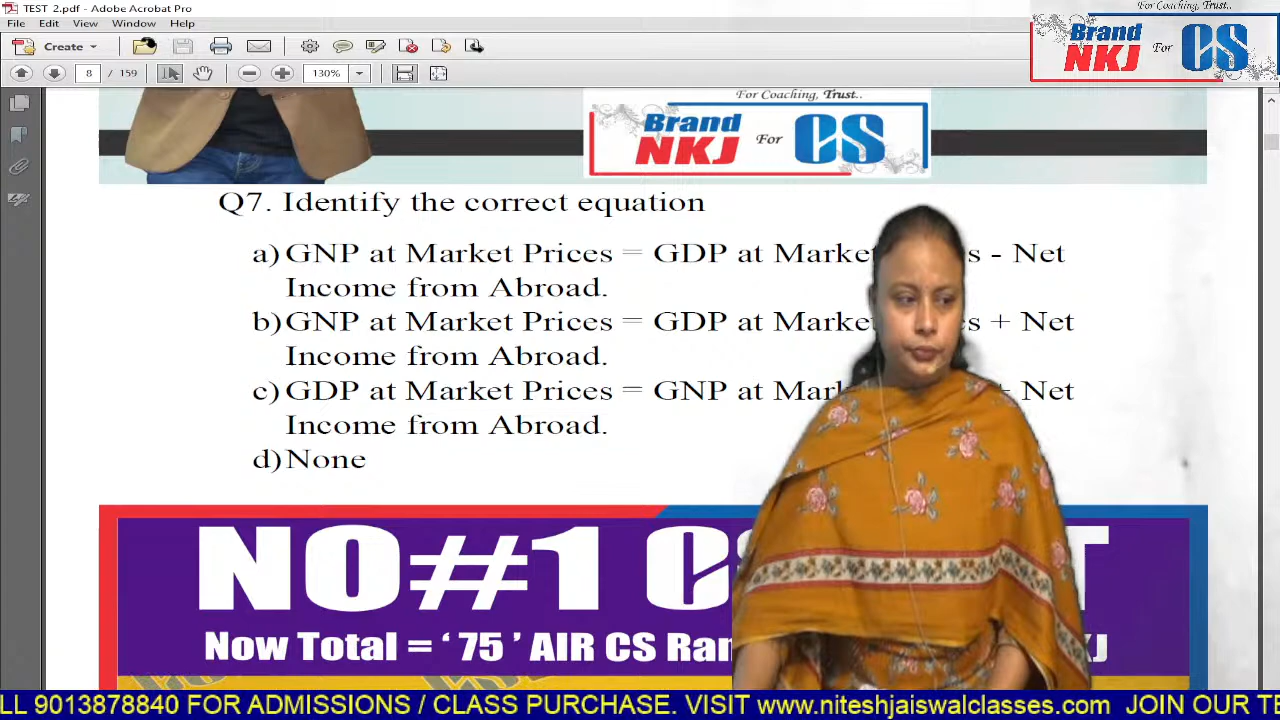 TEST 2.pdf - Adobe Acrobat Pro
For Coaching, Trust..
File Edit View Window Help
Brand NKJ For CS
Create
8 / 159
130%
For Coaching, Trust..
Brand NKJ For CS
Q7. Identify the correct equation
a) GNP at Market Prices = GDP at Market s - Net
Income from Abroad.
b) GNP at Market Prices = GDP at Market s + Net
Income from Abroad.
c) GDP at Market Prices = GNP at Mar + Net
Income from Abroad.
d) None
NO#1 C T
Now Total = ‘ 75 ’ AIR CS Ran KJ
LL 9013878840 FOR ADMISSIONS / CLASS PURCHASE. VISIT www.niteshjaiswalclasses.com JOIN OUR TE